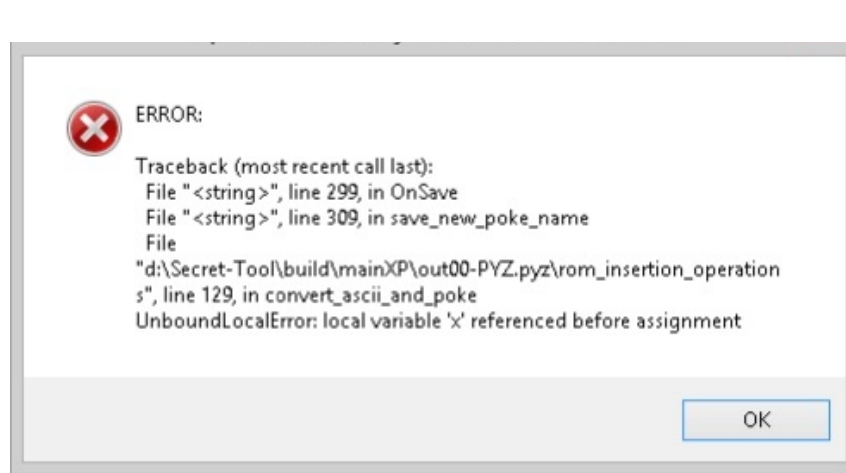 ERROR:
Traceback (most recent call last):
File "<string>", line 299, in OnSave
File "<string>", line 309, in save_new_poke_name
File
"d:\Secret-Tool\build\mainXP\out00-PYZ.pyz\rom_insertion_operation
s", line 129, in convert_ascii_and_poke
UnboundLocalError: local variable 'x' referenced before assignment
OK